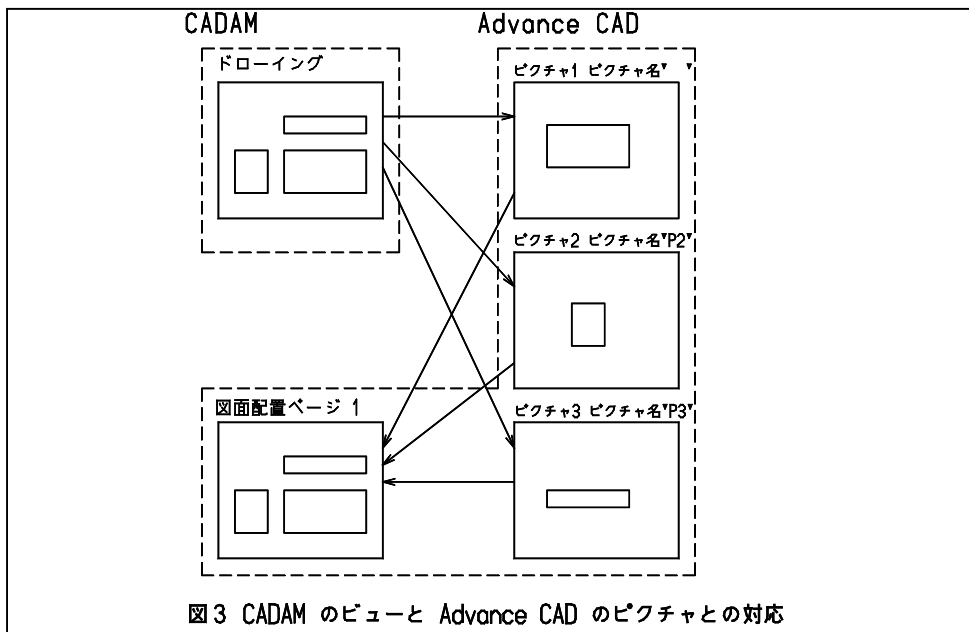 CADAM
Advance CAD
ドローイング
ピクチャ1 ピクチャ名" "
ピクチャ2 ピクチャ名"P2"
図面配置ページ 1
ピクチャ3 ピクチャ名"P3"
図3 CADAM のビューと Advance CAD のピクチャとの対応